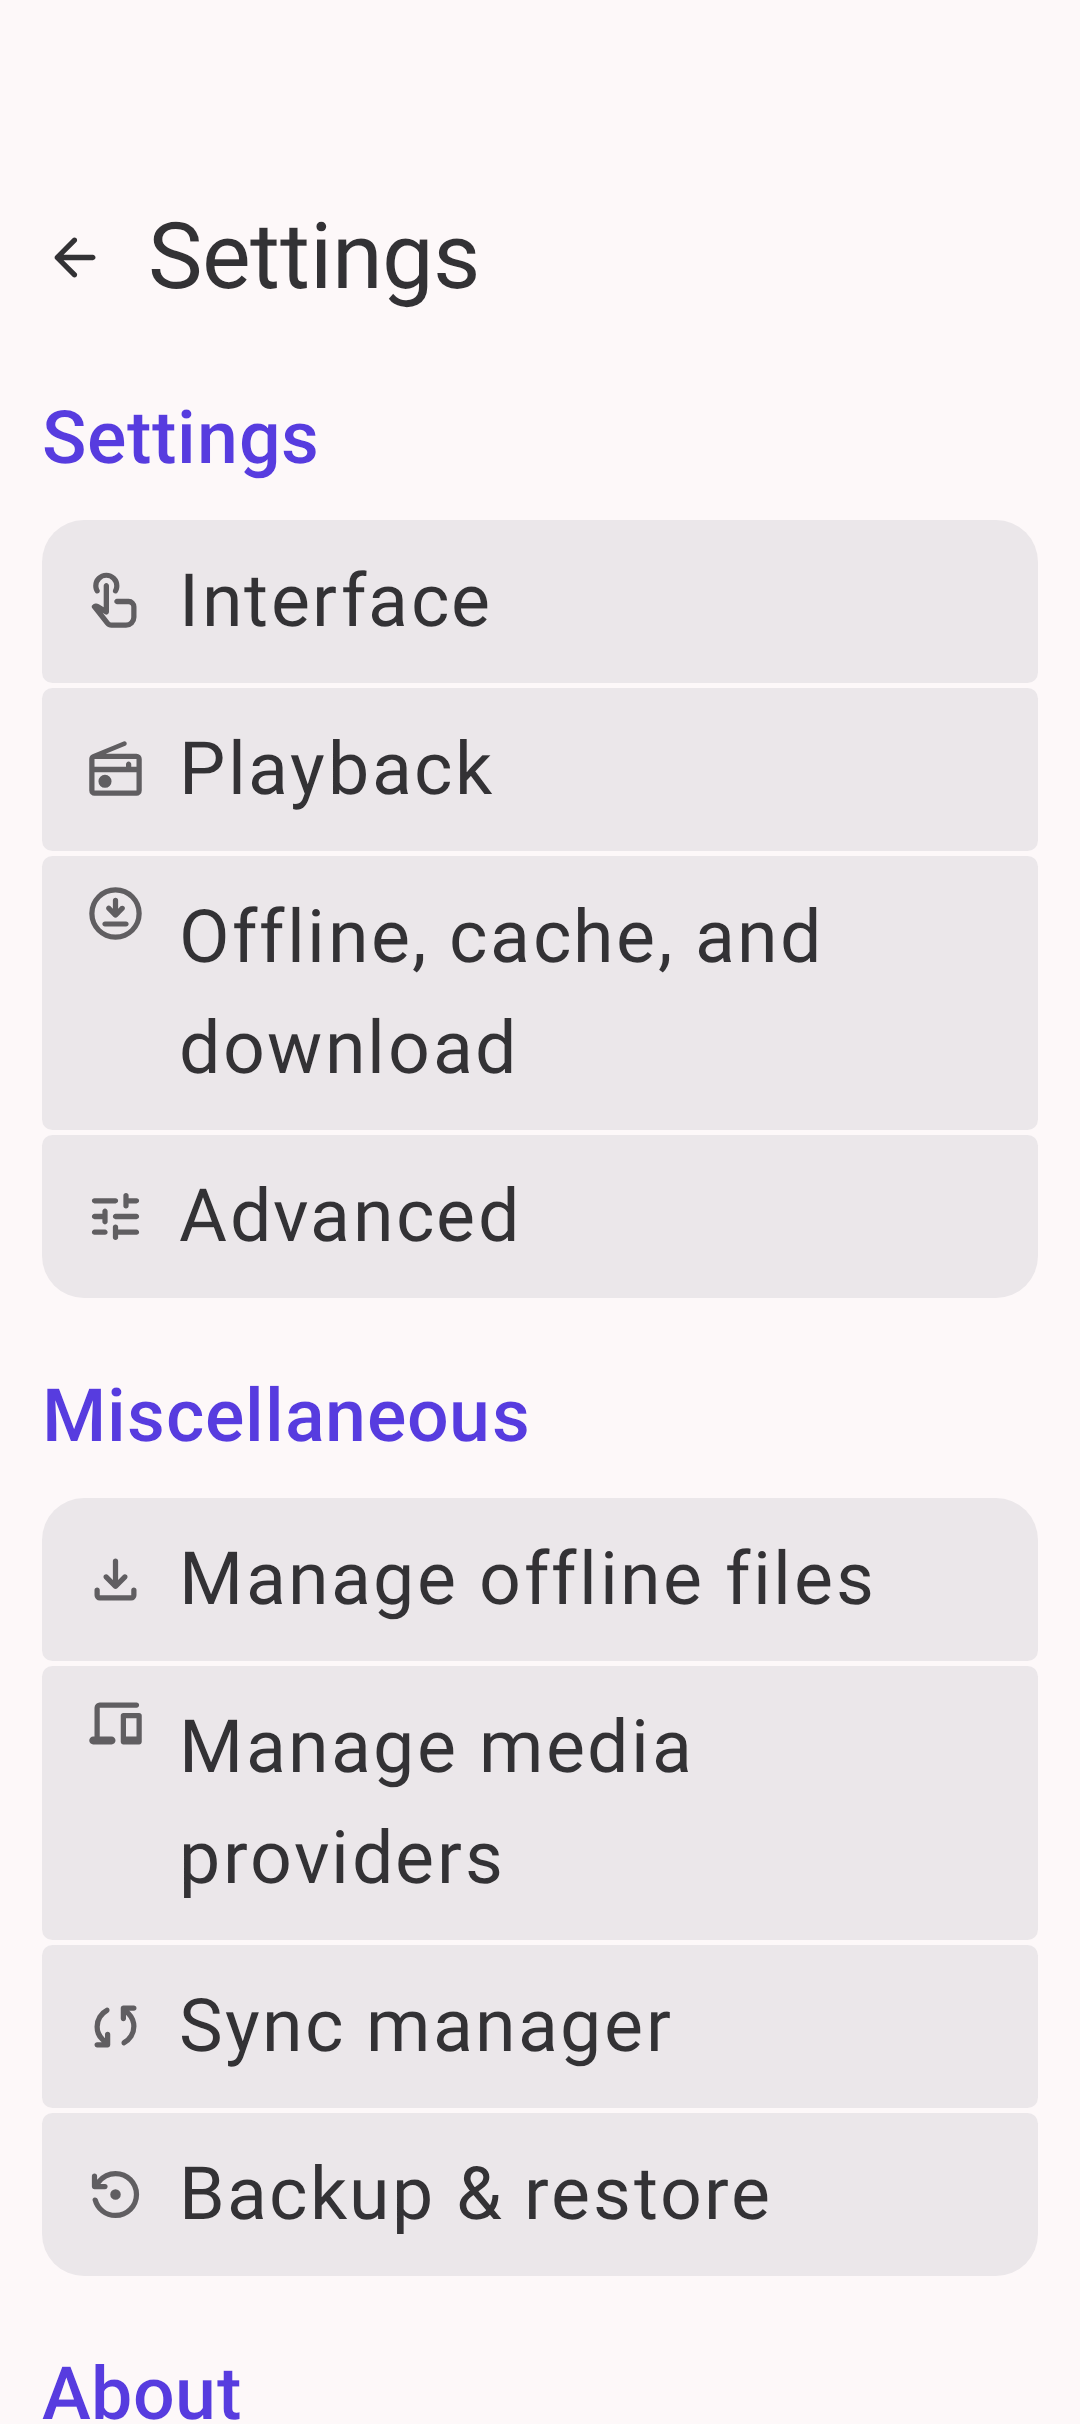 Settings
Settings
Interface
Playback
Offline, cache, and
download
Advanced
Miscellaneous
Manage offline files
Manage media
providers
Sync manager
Backup & restore
About